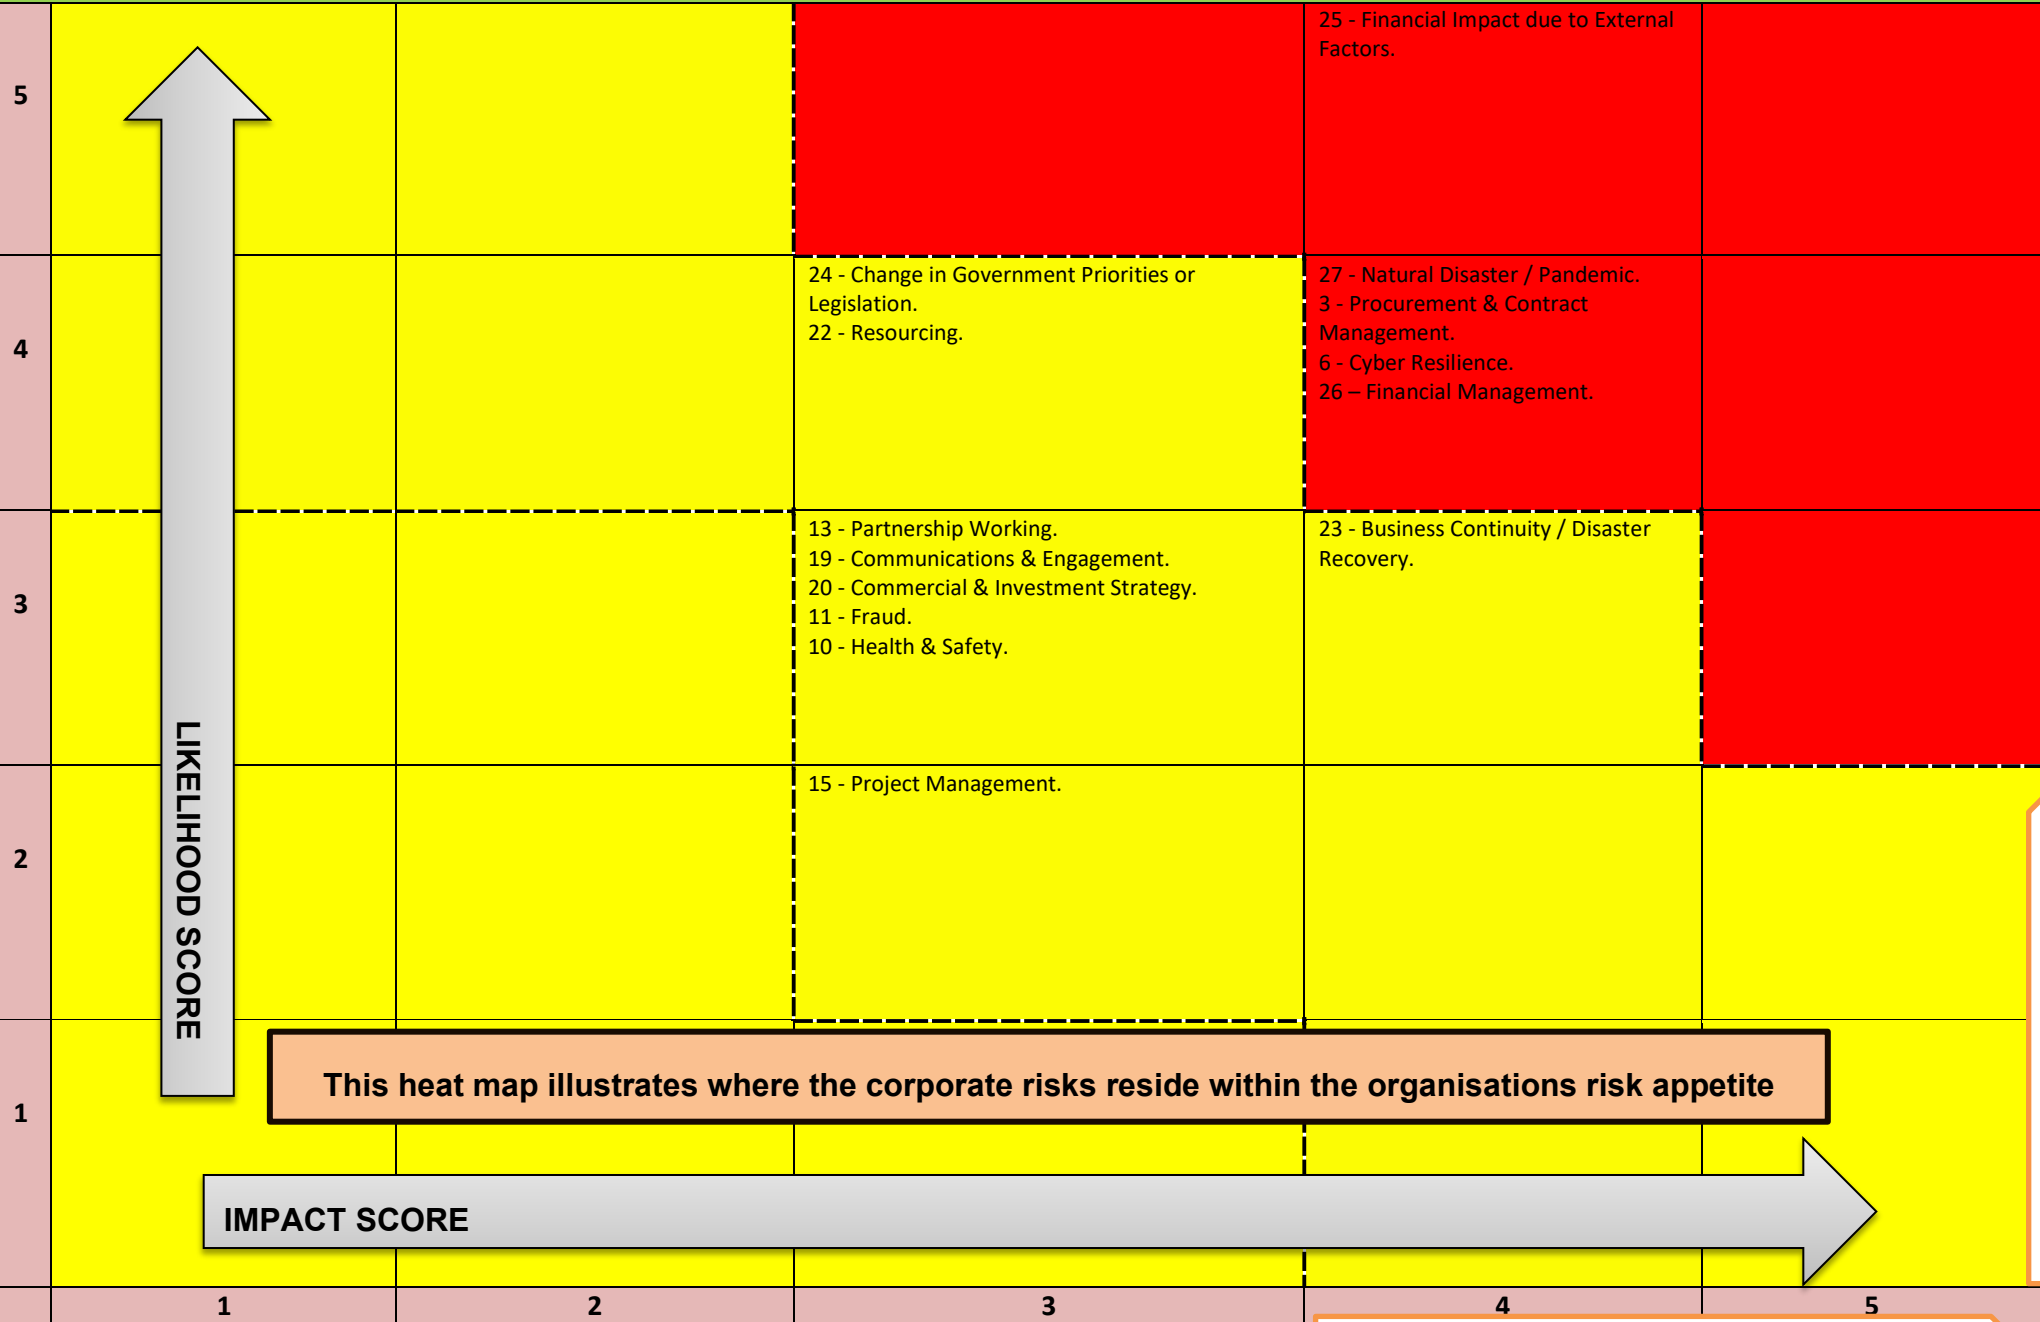 5
25 - Financial Impact due to External
Factors.
4
24 - Change in Government Priorities or
Legislation.
22 - Resourcing.
27 - Natural Disaster / Pandemic.
3 - Procurement & Contract
Management.
6 - Cyber Resilience.
26 – Financial Management.
3
13 - Partnership Working.
19 - Communications & Engagement.
20 - Commercial & Investment Strategy.
11 - Fraud.
10 - Health & Safety.
23 - Business Continuity / Disaster
Recovery.
2
15 - Project Management.
LIKELIHOOD SCORE
1
This heat map illustrates where the corporate risks reside within the organisations risk appetite
IMPACT SCORE
1 2 3 4 5